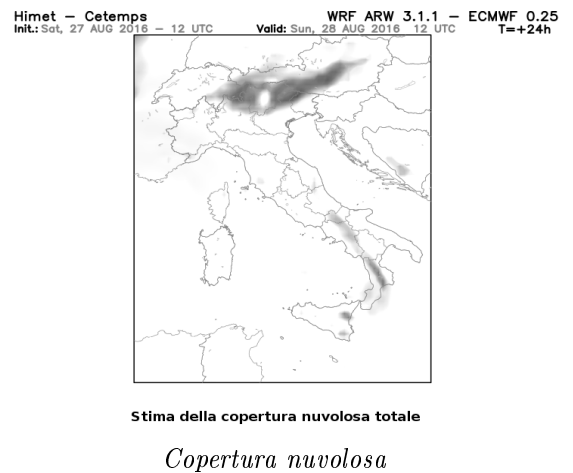 Himet – Cetemps WRF ARW 3.1.1 – ECMWF 0.25
Init.: Sat, 27 AUG 2016 – 12 UTC Valid: Sun, 28 AUG 2016 12 UTC T=+24h
Stima della copertura nuvolosa totale
Copertura nuvolosa